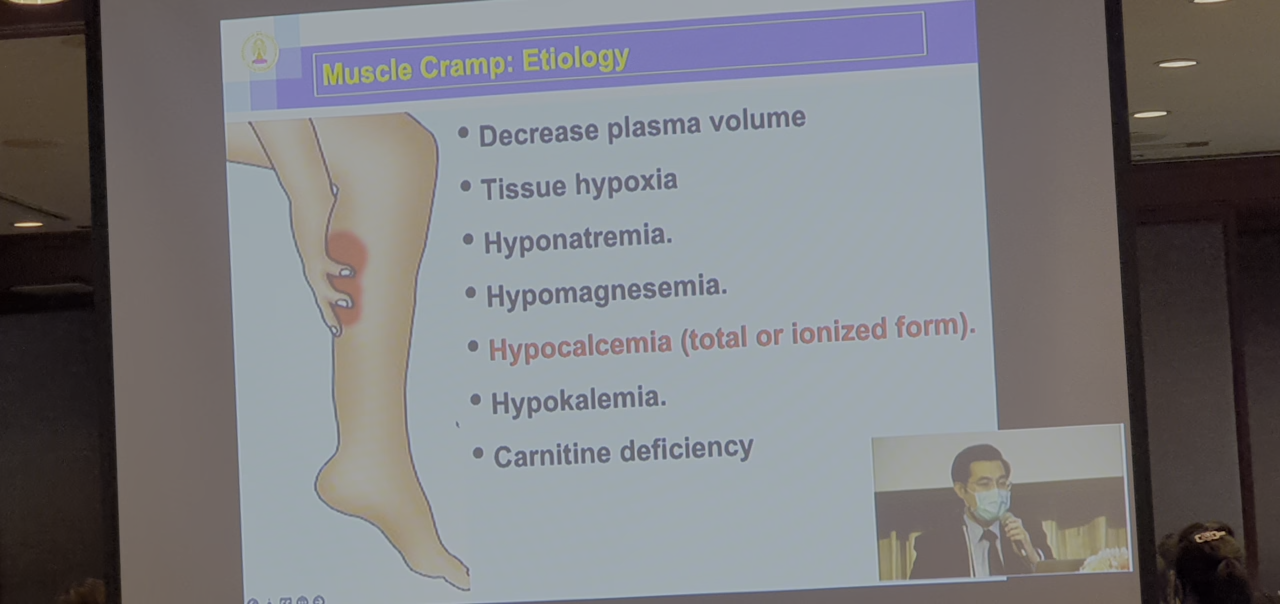 Muscle Cramp: Etiology
• Decrease plasma volume
• Tissue hypoxia
• Hyponatremia.
• Hypomagnesemia.
• Hypocalcemia (total or ionized form).
• Hypokalemia.
• Carnitine deficiency